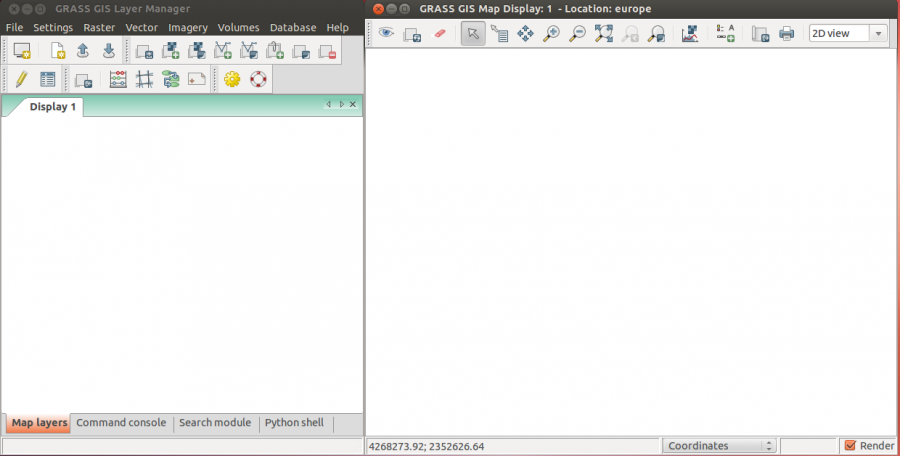 GRASS GIS Layer Manager
File Settings Raster Vector Imagery Volumes Database Help
Display 1
Map layers Command console Search module Python shell
GRASS GIS Map Display: 1 - Location: europe
2D view
4268273.92; 2352626.64
Coordinates
Render